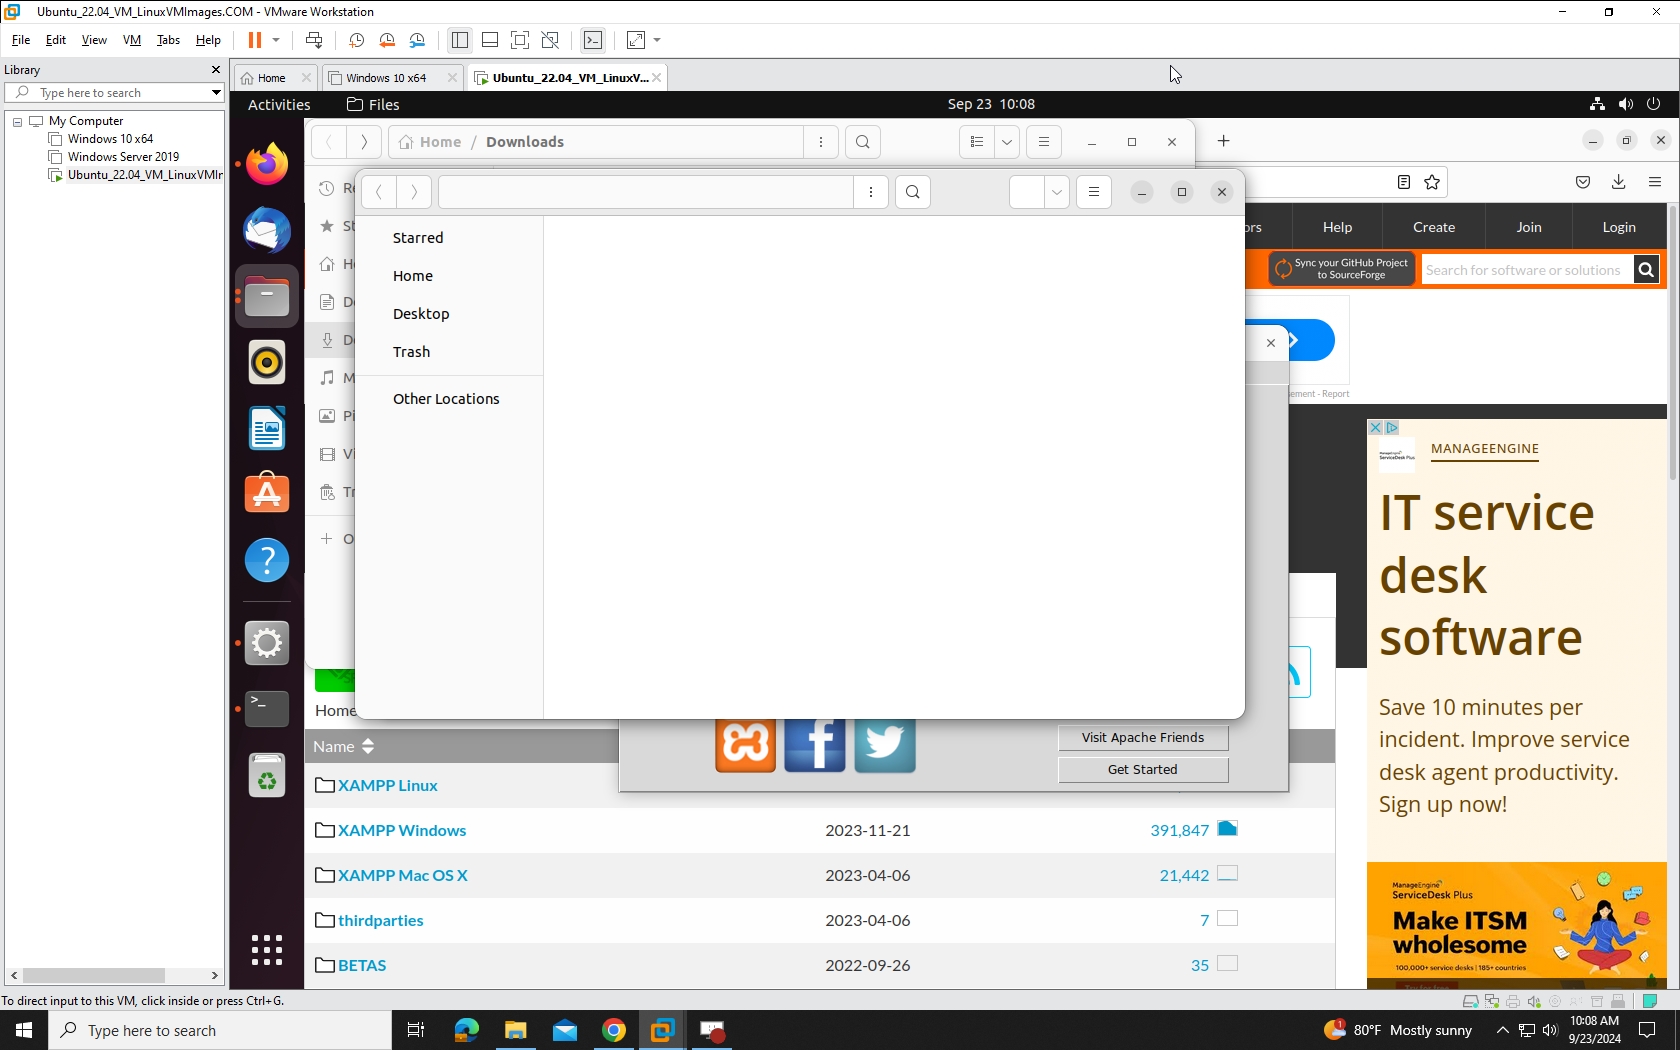 Ubuntu_22.04_VM_LinuxVMImages.COM - VMware Workstation
File Edit View VM Tabs Help
Library
Type here to search
My Computer
Windows 10 x64
Windows Server 2019
Ubuntu_22.04_VM_LinuxVMIr
Home
Windows 10 x64
Ubuntu_22.04_VM_LinuxV...
Activities
Files
Sep 23 10:08
Home / Downloads
Starred
Home
Desktop
Trash
Other Locations
Help
Create
Join
Login
Sync your GitHub Project
to SourceForge
Search for software or solutions
ement - Report
MANAGEENGINE
IT service
desk
software
Save 10 minutes per
incident. Improve service
desk agent productivity.
Sign up now!
ManageEngine
ServiceDesk Plus
Make ITSM
wholesome
100,000+ service desks | 185+ countries
Visit Apache Friends
Get Started
Home
Name
XAMPP Linux
XAMPP Windows 2023-11-21 391,847
XAMPP Mac OS X 2023-04-06 21,442
thirdparties 2023-04-06 7
BETAS 2022-09-26 35
To direct input to this VM, click inside or press Ctrl+G.
Type here to search
80°F Mostly sunny
10:08 AM
9/23/2024